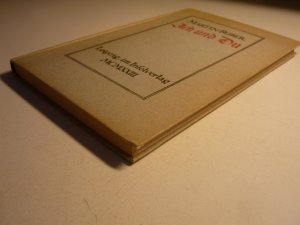 MARTIN BUBER
Ich und Du
Leipzig im Inselverlag
MCMXXIII